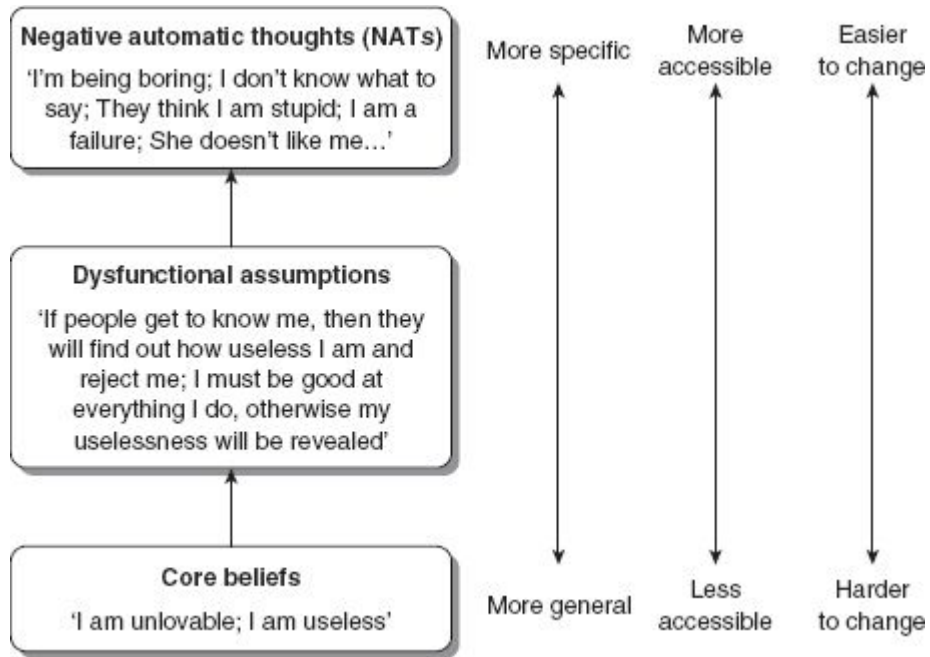 Negative automatic thoughts (NATs)
‘I’m being boring; I don’t know what to
say; They think I am stupid; I am a
failure; She doesn’t like me…’
More specific
More
accessible
Easier
to change
Dysfunctional assumptions
‘If people get to know me, then they
will find out how useless I am and
reject me; I must be good at
everything I do, otherwise my
uselessness will be revealed’
Core beliefs
‘I am unlovable; I am useless’
More general
Less
accessible
Harder
to change